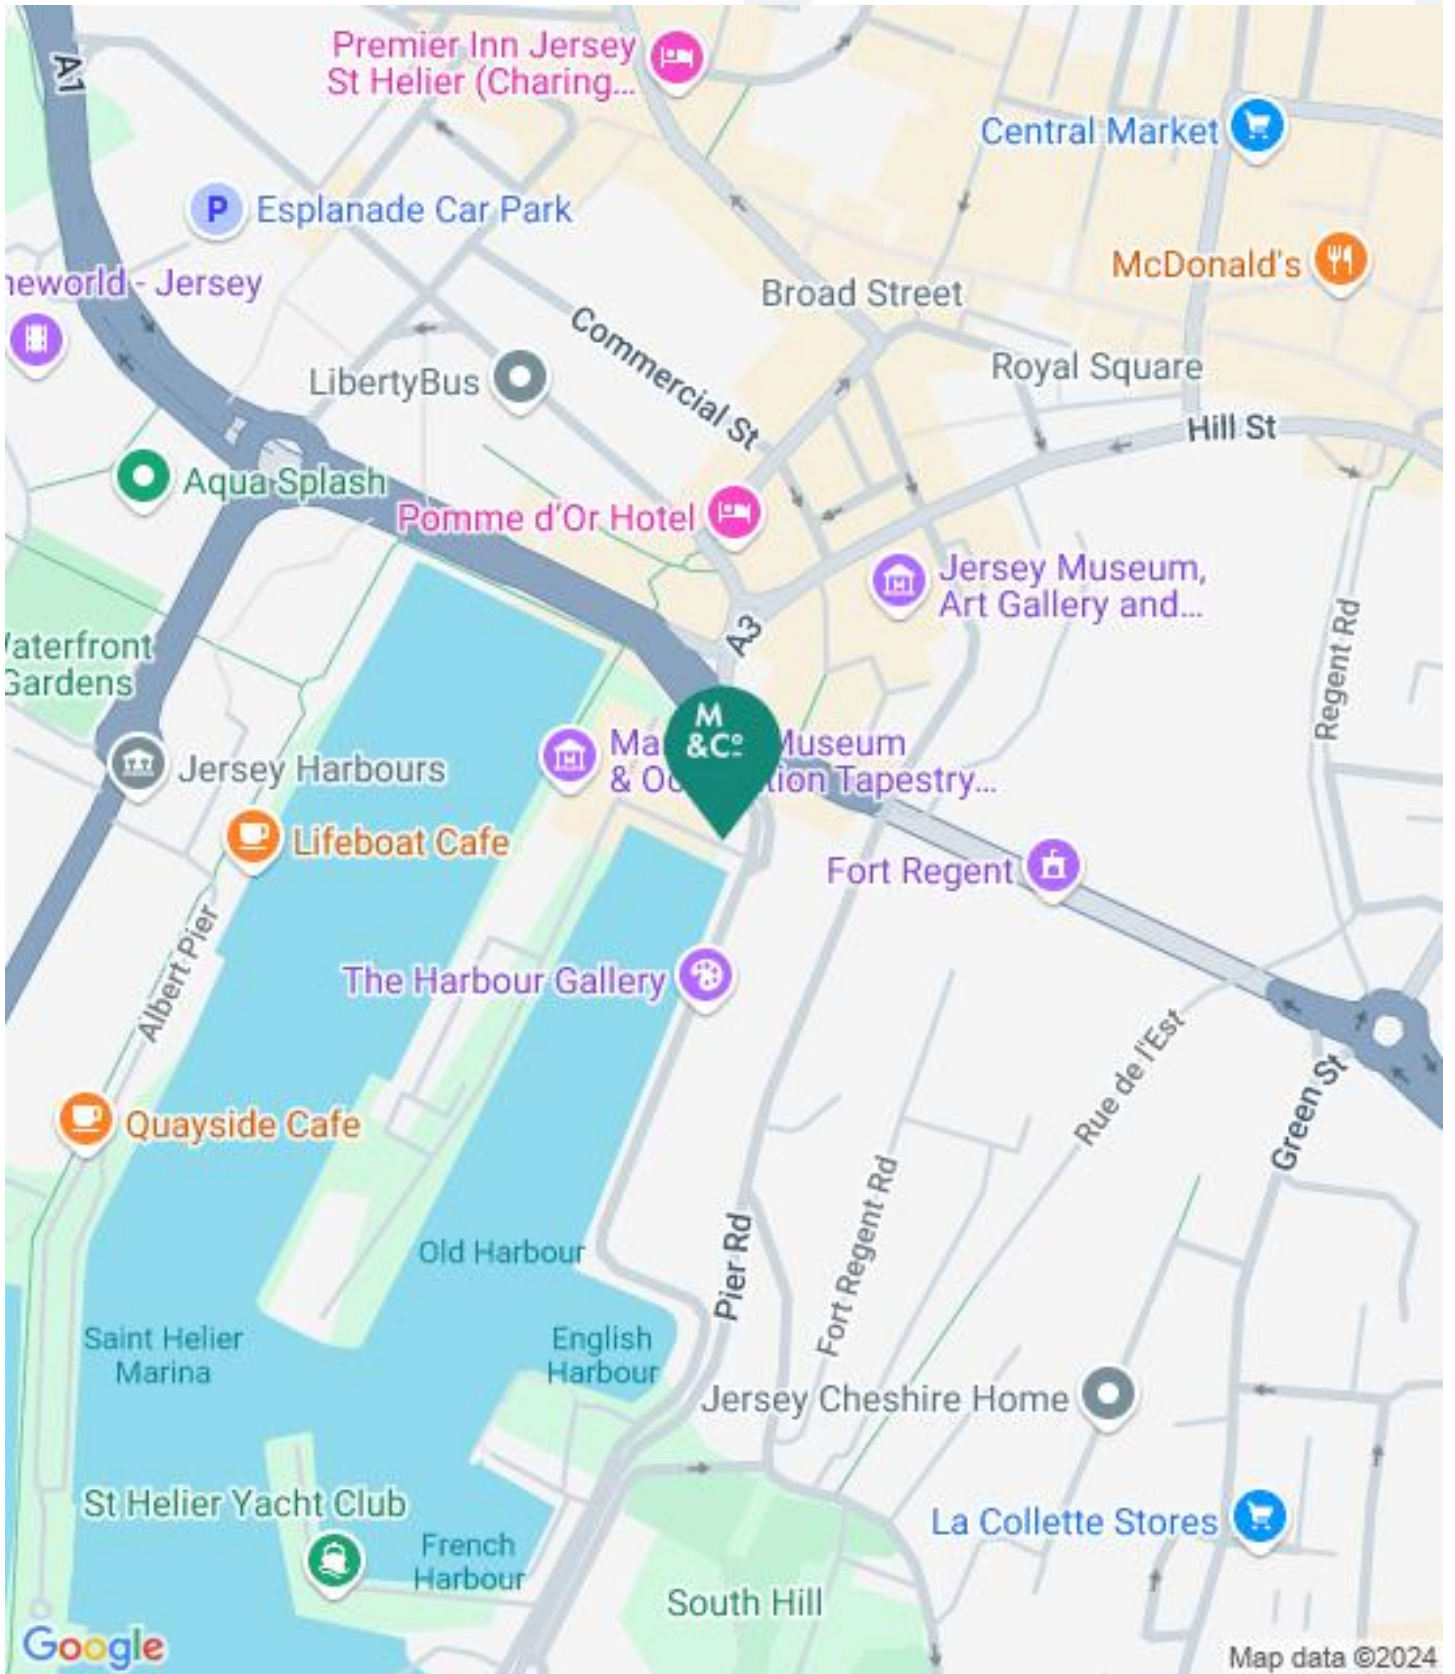 A1
Premier Inn Jersey
St Helier (Charing...
Central Market
P
Esplanade Car Park
McDonald's
neworld - Jersey
Broad Street
Commercial St
Royal Square
LibertyBus
Hill St
Aqua Splash
Pomme d'Or Hotel
Jersey Museum,
Art Gallery and...
A3
Regent Rd
aterfront
Gardens
M
&Co
Ma
Museum
& Oc
tion Tapestry...
Jersey Harbours
Lifeboat Cafe
Fort Regent
Albert Pier
The Harbour Gallery
Rue de l'Est
Green St
Quayside Cafe
Fort Regent Rd
Pier Rd
Old Harbour
Saint Helier
Marina
English
Harbour
Jersey Cheshire Home
St Helier Yacht Club
La Collette Stores
French
Harbour
South Hill
Google
Map data ©2024